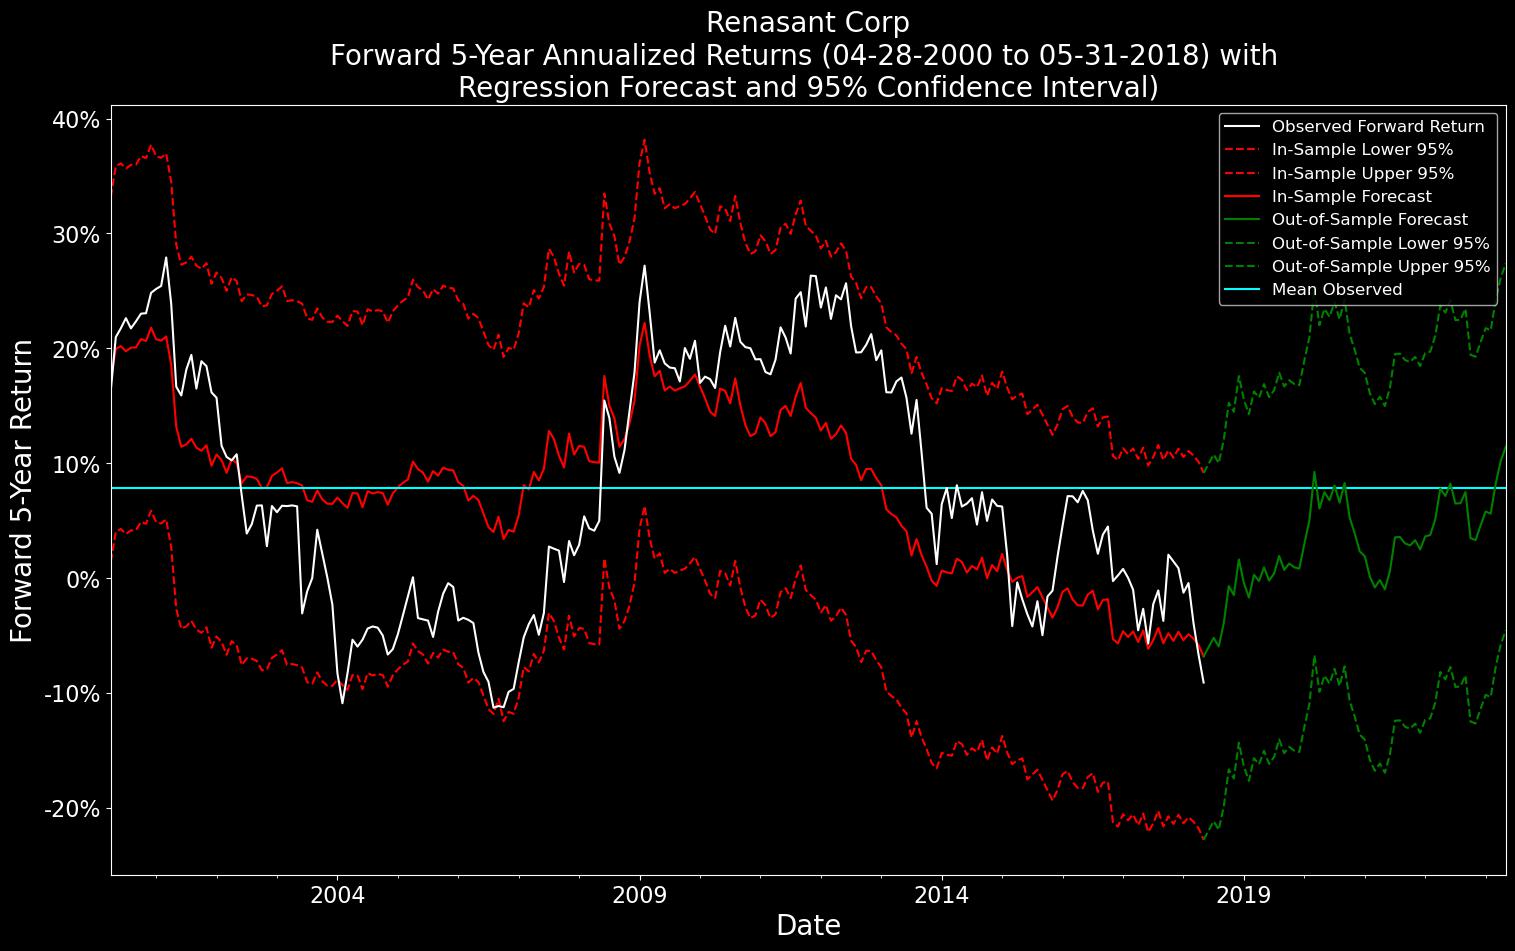 Renasant Corp
Forward 5-Year Annualized Returns (04-28-2000 to 05-31-2018) with
Regression Forecast and 95% Confidence Interval)
Forward 5-Year Return
40%
30%
20%
10%
0%
-10%
-20%
Observed Forward Return
In-Sample Lower 95%
In-Sample Upper 95%
In-Sample Forecast
Out-of-Sample Forecast
Out-of-Sample Lower 95%
Out-of-Sample Upper 95%
Mean Observed
2004 2009 2014 2019
Date